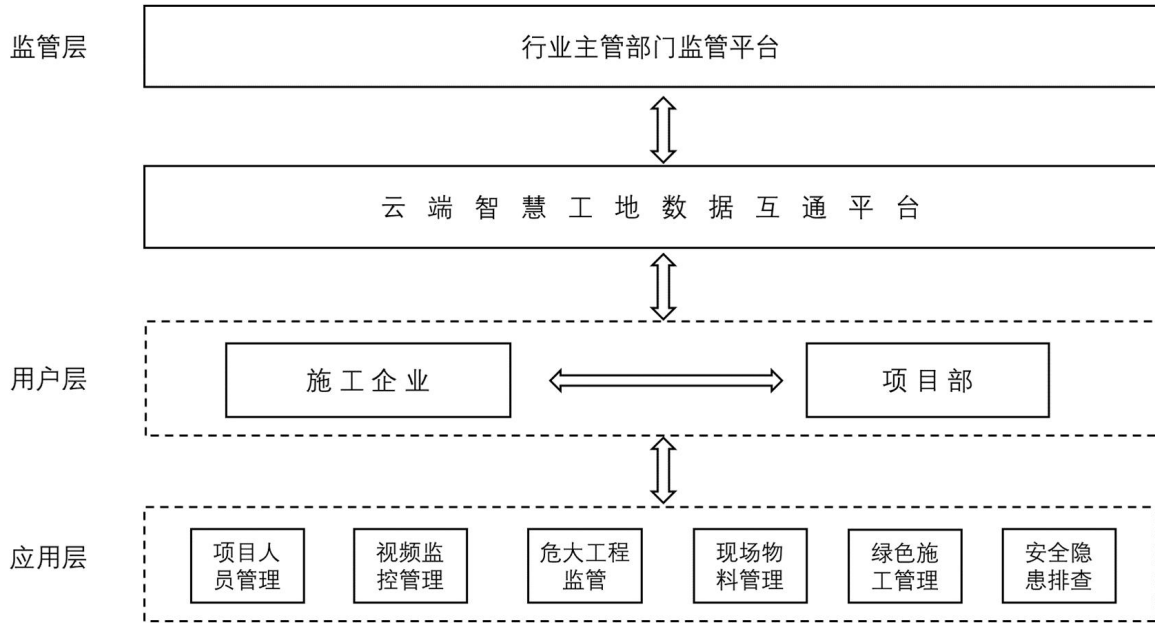 监管层
行业主管部门监管平台
云端智慧工地数据互通平台
用户层
施工企业
项目部
应用层
项目人
员管理
视频监
控管理
危大工程
监管
现场物
料管理
绿色施
工管理
安全隐
患排查